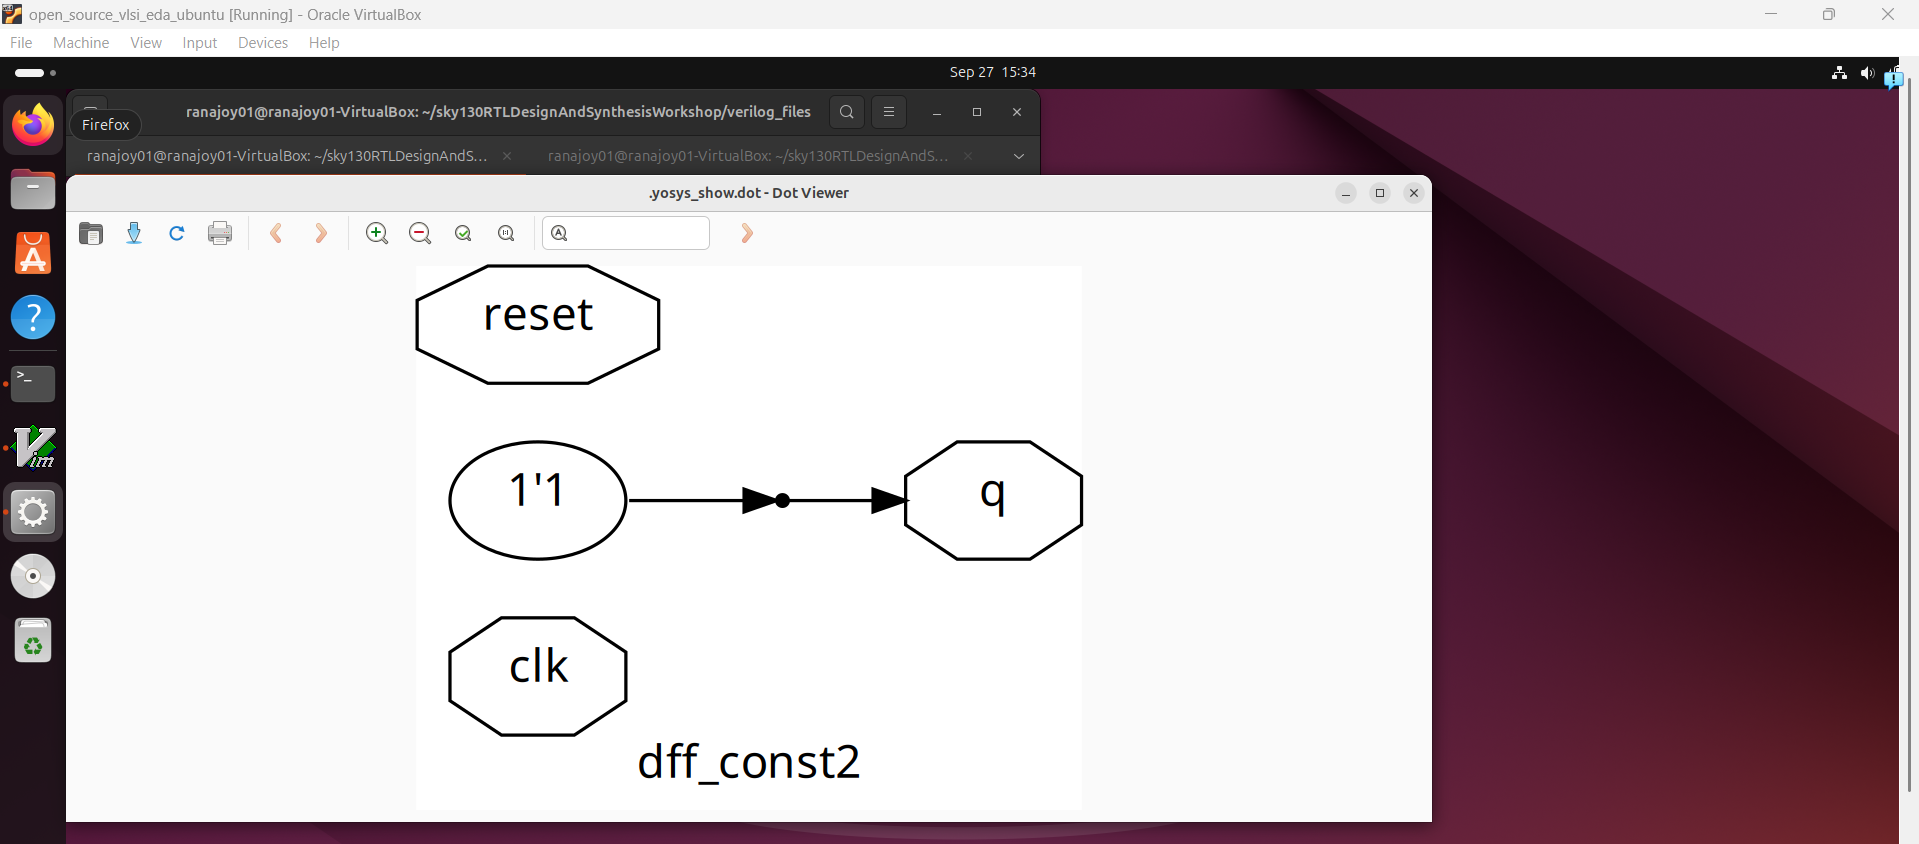 open_source_vlsi_eda_ubuntu [Running] - Oracle VirtualBox
File Machine View Input Devices Help
Sep 27 15:34
ranajoy01@ranajoy01-VirtualBox: ~/sky130RTLDesignAndSynthesisWorkshop/verilog_files
Firefox
ranajoy01@ranajoy01-VirtualBox: ~/sky130RTLDesignAndS... ranajoy01@ranajoy01-VirtualBox: ~/sky130RTLDesignAndS...
.yosys_show.dot - Dot Viewer
reset
1'1
q
clk
dff_const2